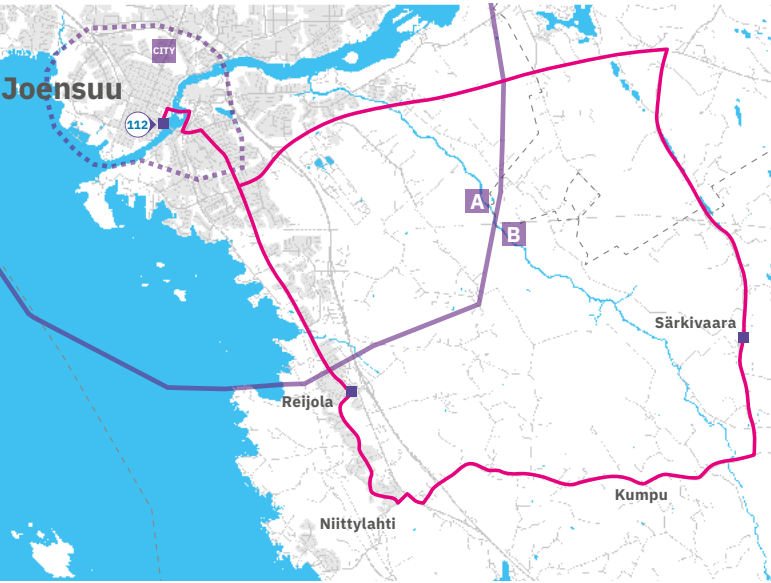 CITY
Joensuu
112
A
B
Särkivaara
Reijola
Kumpu
Niittylahti